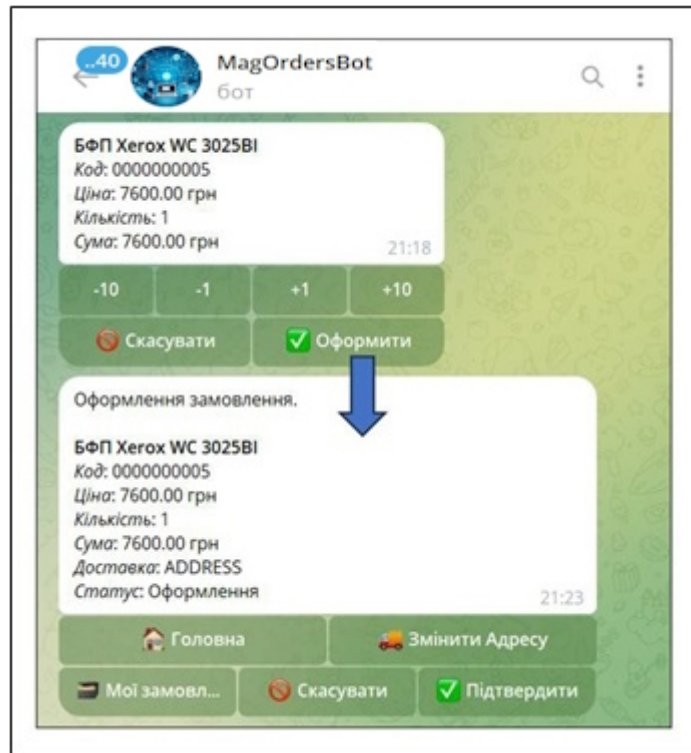 ..40
MagOrdersBot
бот
БФП Xerox WC 3025BI
Код: 0000000005
Ціна: 7600.00 грн
Кількість: 1
Сума: 7600.00 грн
21:18
-10 -1 +1 +10
Скасувати Оформити
Оформлення замовлення.
БФП Xerox WC 3025BI
Код: 0000000005
Ціна: 7600.00 грн
Кількість: 1
Сума: 7600.00 грн
Доставка: ADDRESS
Статус: Оформлення
21:23
Головна Змінити Адресу
Мої замовл... Скасувати Підтвердити